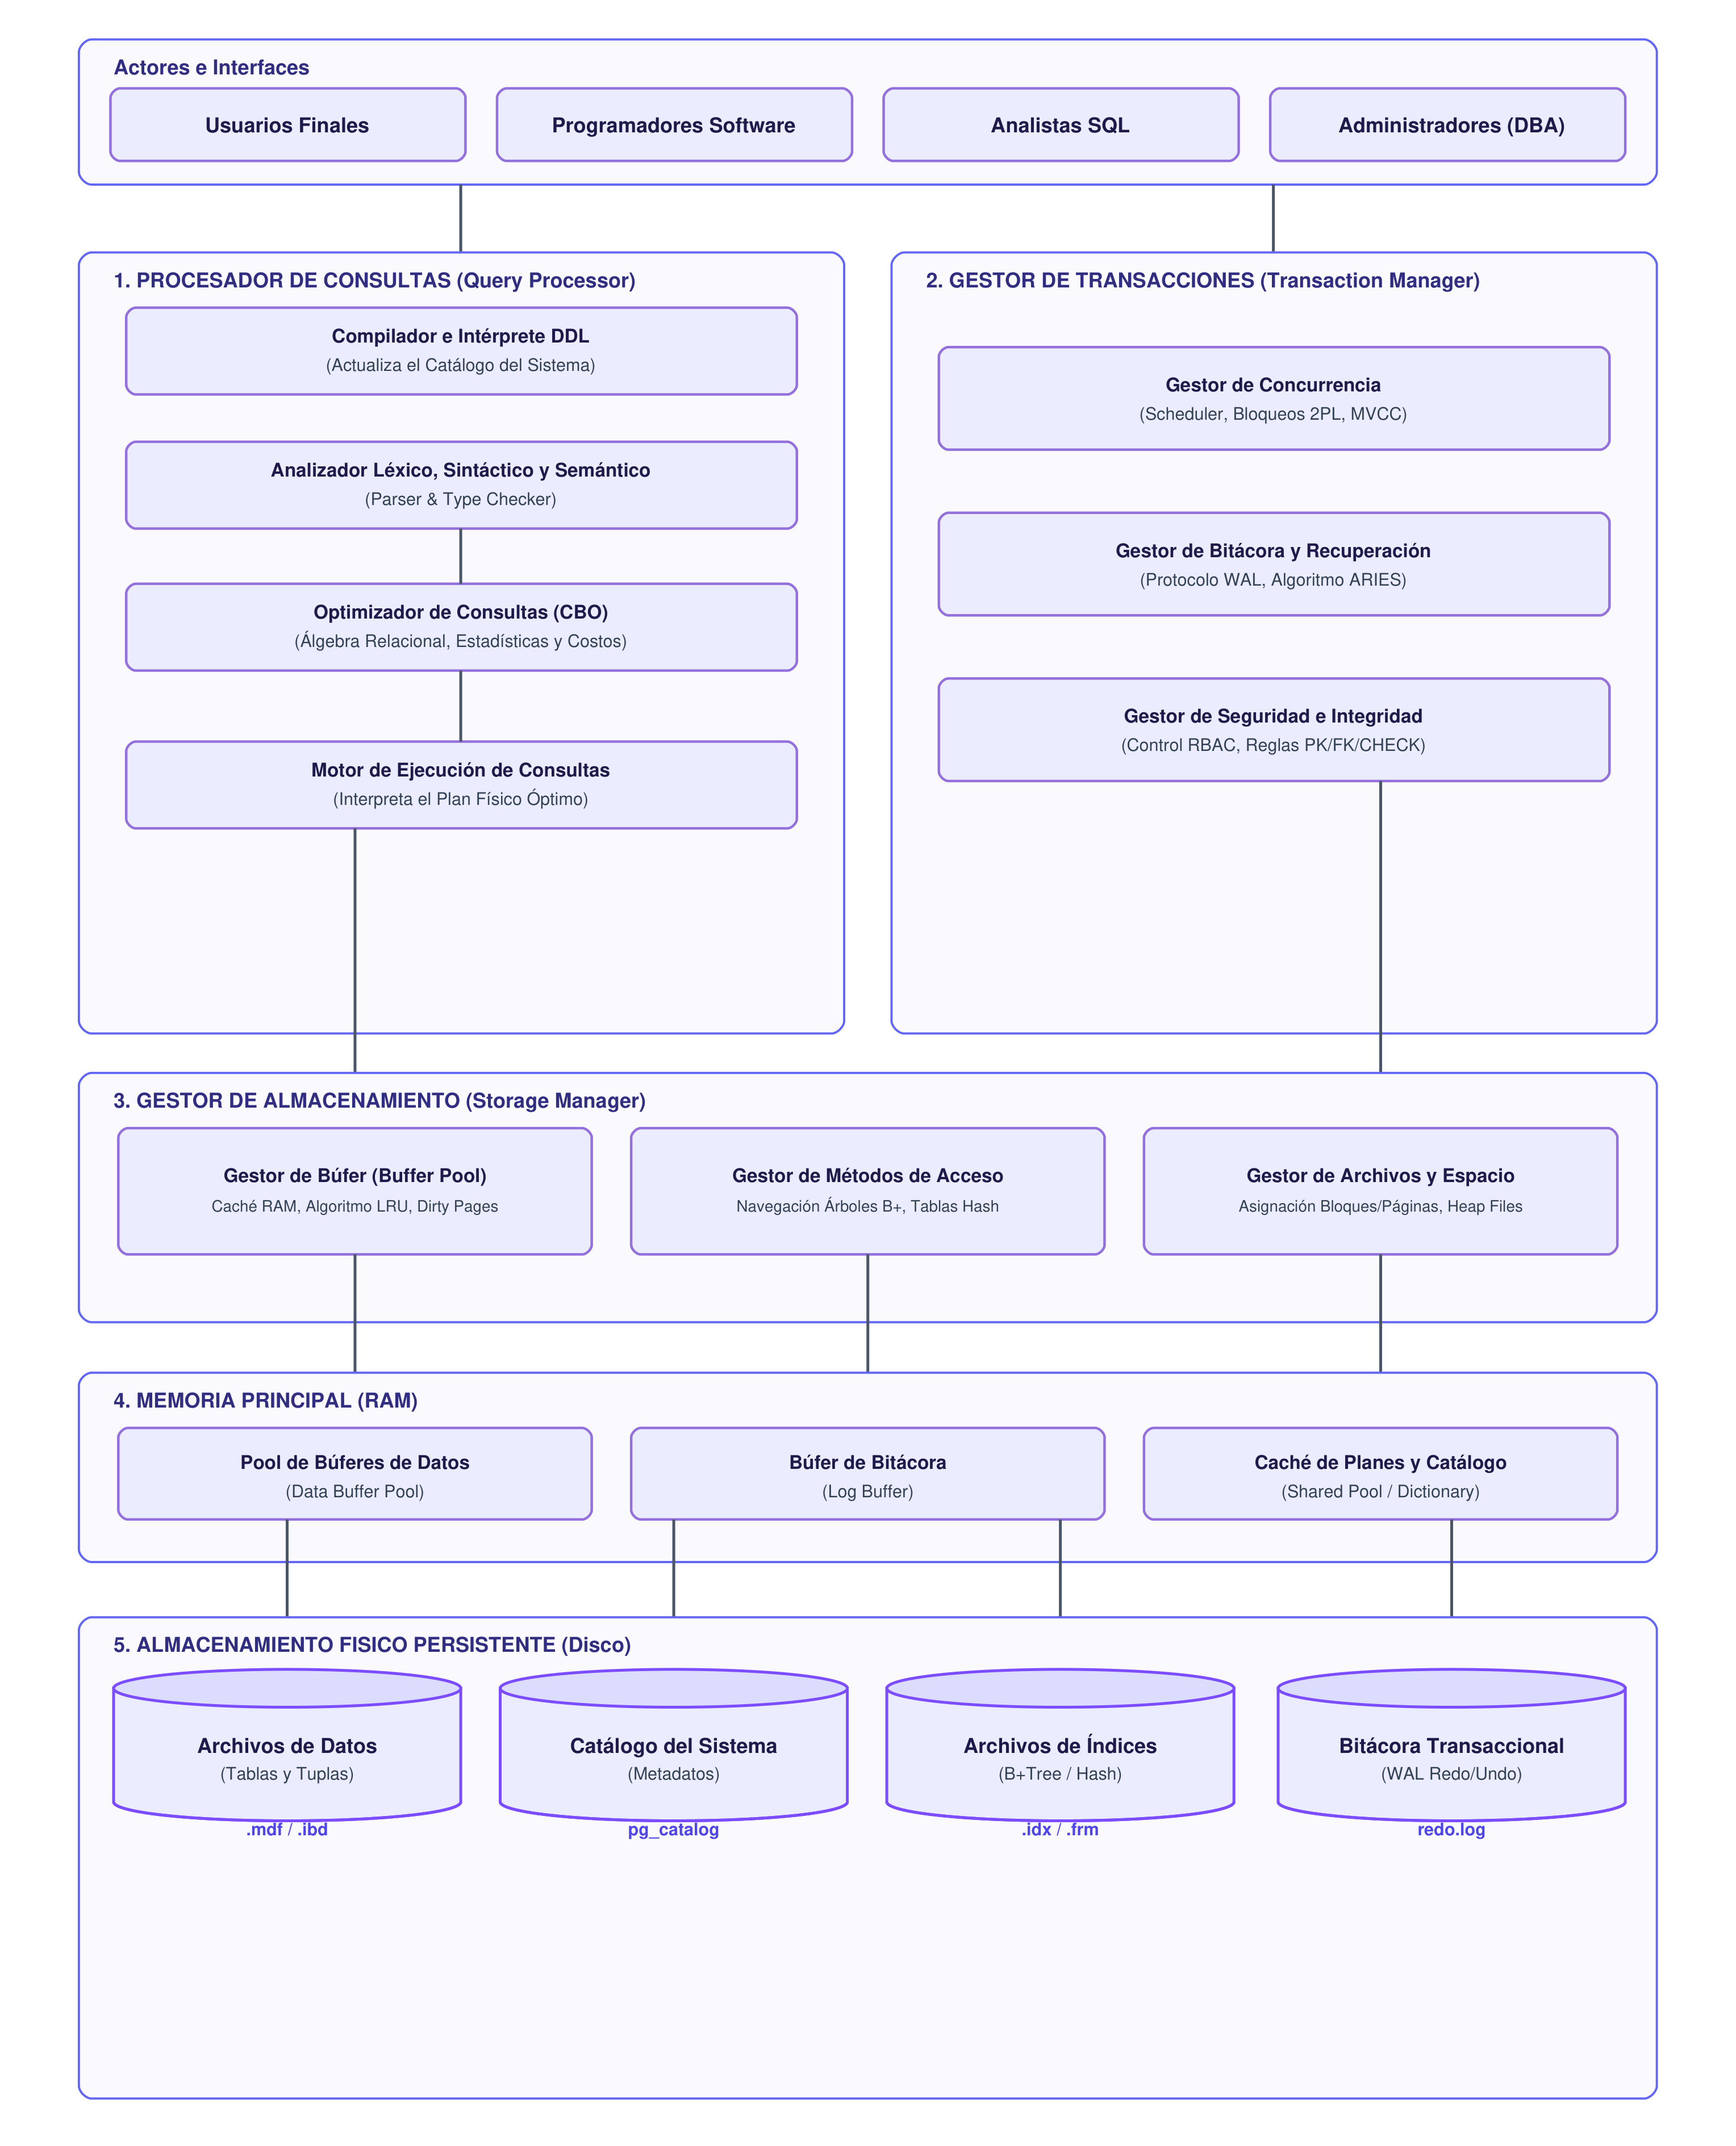 Actores e Interfaces
Usuarios Finales
Programadores Software
Analistas SQL
Administradores (DBA)
1. PROCESADOR DE CONSULTAS (Query Processor)
Compilador e Intérprete DDL
(Actualiza el Catálogo del Sistema)
Analizador Léxico, Sintáctico y Semántico
(Parser & Type Checker)
Optimizador de Consultas (CBO)
(Álgebra Relacional, Estadísticas y Costos)
Motor de Ejecución de Consultas
(Interpreta el Plan Físico Óptimo)
2. GESTOR DE TRANSACCIONES (Transaction Manager)
Gestor de Concurrencia
(Scheduler, Bloqueos 2PL, MVCC)
Gestor de Bitácora y Recuperación
(Protocolo WAL, Algoritmo ARIES)
Gestor de Seguridad e Integridad
(Control RBAC, Reglas PK/FK/CHECK)
3. GESTOR DE ALMACENAMIENTO (Storage Manager)
Gestor de Búfer (Buffer Pool)
Caché RAM, Algoritmo LRU, Dirty Pages
Gestor de Métodos de Acceso
Navegación Árboles B+, Tablas Hash
Gestor de Archivos y Espacio
Asignación Bloques/Páginas, Heap Files
4. MEMORIA PRINCIPAL (RAM)
Pool de Búferes de Datos
(Data Buffer Pool)
Búfer de Bitácora
(Log Buffer)
Caché de Planes y Catálogo
(Shared Pool / Dictionary)
5. ALMACENAMIENTO FISICO PERSISTENTE (Disco)
Archivos de Datos
(Tablas y Tuplas)
.mdf / .ibd
Catálogo del Sistema
(Metadatos)
pg_catalog
Archivos de Índices
(B+Tree / Hash)
.idx / .frm
Bitácora Transaccional
(WAL Redo/Undo)
redo.log